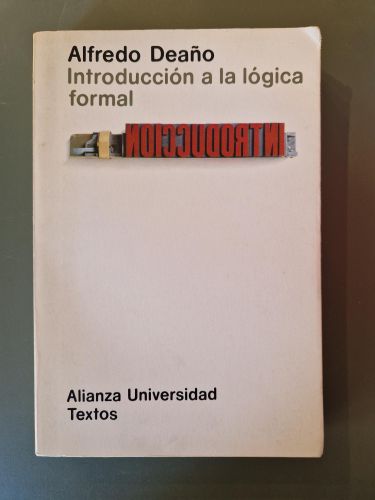 Alfredo Deaño
Introducción a la lógica
formal
INTRODUCCION
Alianza Universidad
Textos